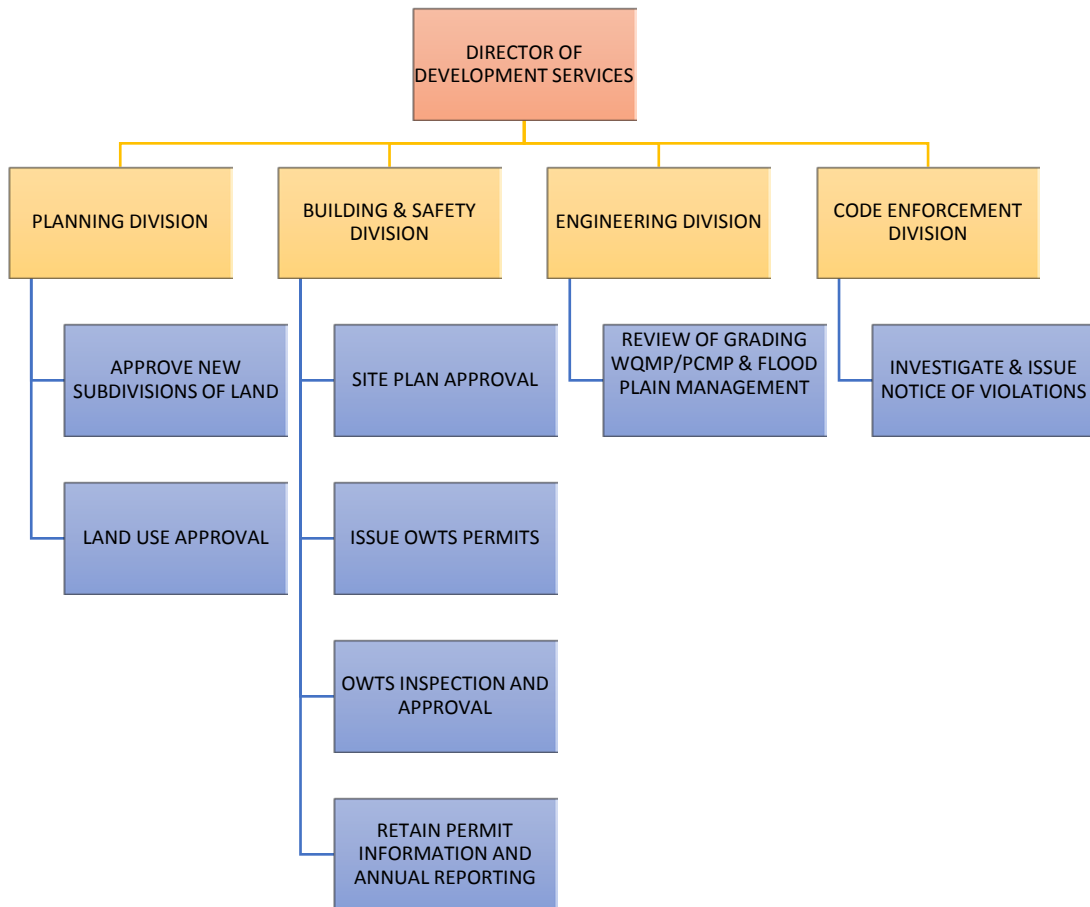 DIRECTOR OF
DEVELOPMENT SERVICES
PLANNING DIVISION
BUILDING & SAFETY
DIVISION
ENGINEERING DIVISION
CODE ENFORCEMENT
DIVISION
APPROVE NEW
SUBDIVISIONS OF LAND
SITE PLAN APPROVAL
REVIEW OF GRADING
WQMP/PCMP & FLOOD
PLAIN MANAGEMENT
INVESTIGATE & ISSUE
NOTICE OF VIOLATIONS
LAND USE APPROVAL
ISSUE OWTS PERMITS
OWTS INSPECTION AND
APPROVAL
RETAIN PERMIT
INFORMATION AND
ANNUAL REPORTING